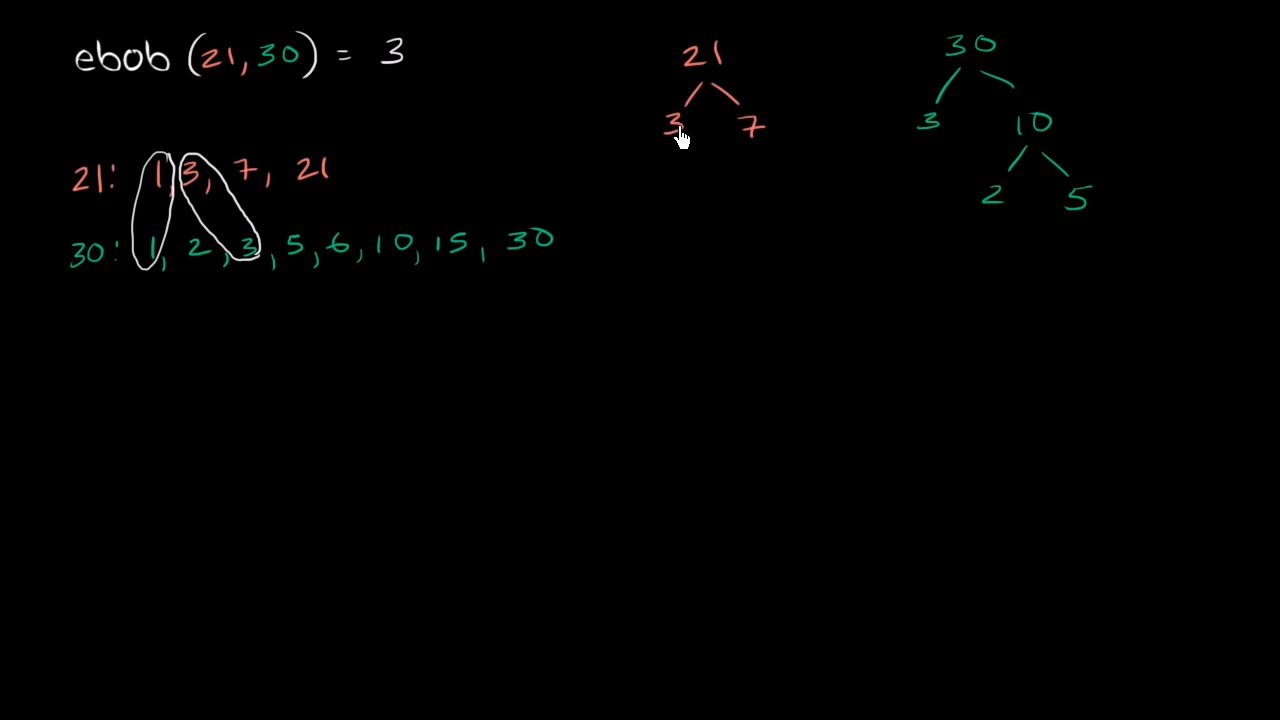 ebob (21,30) = 3
21: 1, 3, 7, 21
30: 1, 2, 3, 5, 6, 10, 15, 30
21
3 7
30
3 10
2 5